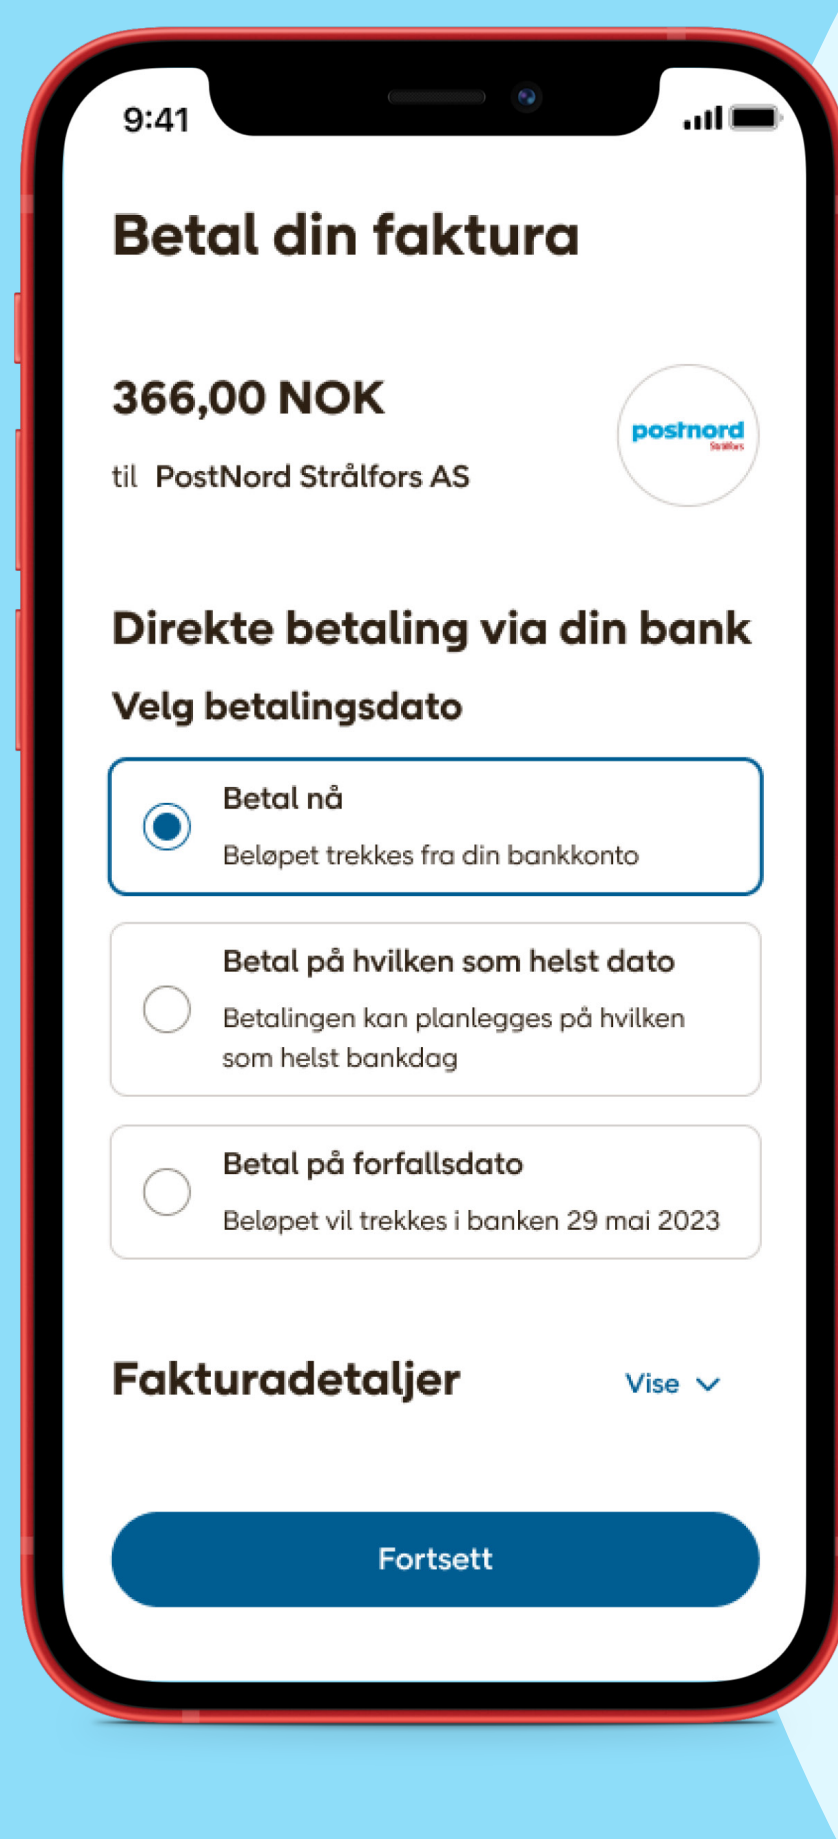 9:41
Betal din faktura
366,00 NOK
til PostNord Strålfors AS
postnord
Strålfors
Direkte betaling via din bank
Velg betalingsdato
Betal nå
Beløpet trekkes fra din bankkonto
Betal på hvilken som helst dato
Betalingen kan planlegges på hvilken
som helst bankdag
Betal på forfallsdato
Beløpet vil trekkes i banken 29 mai 2023
Fakturadetaljer
Vise
Fortsett